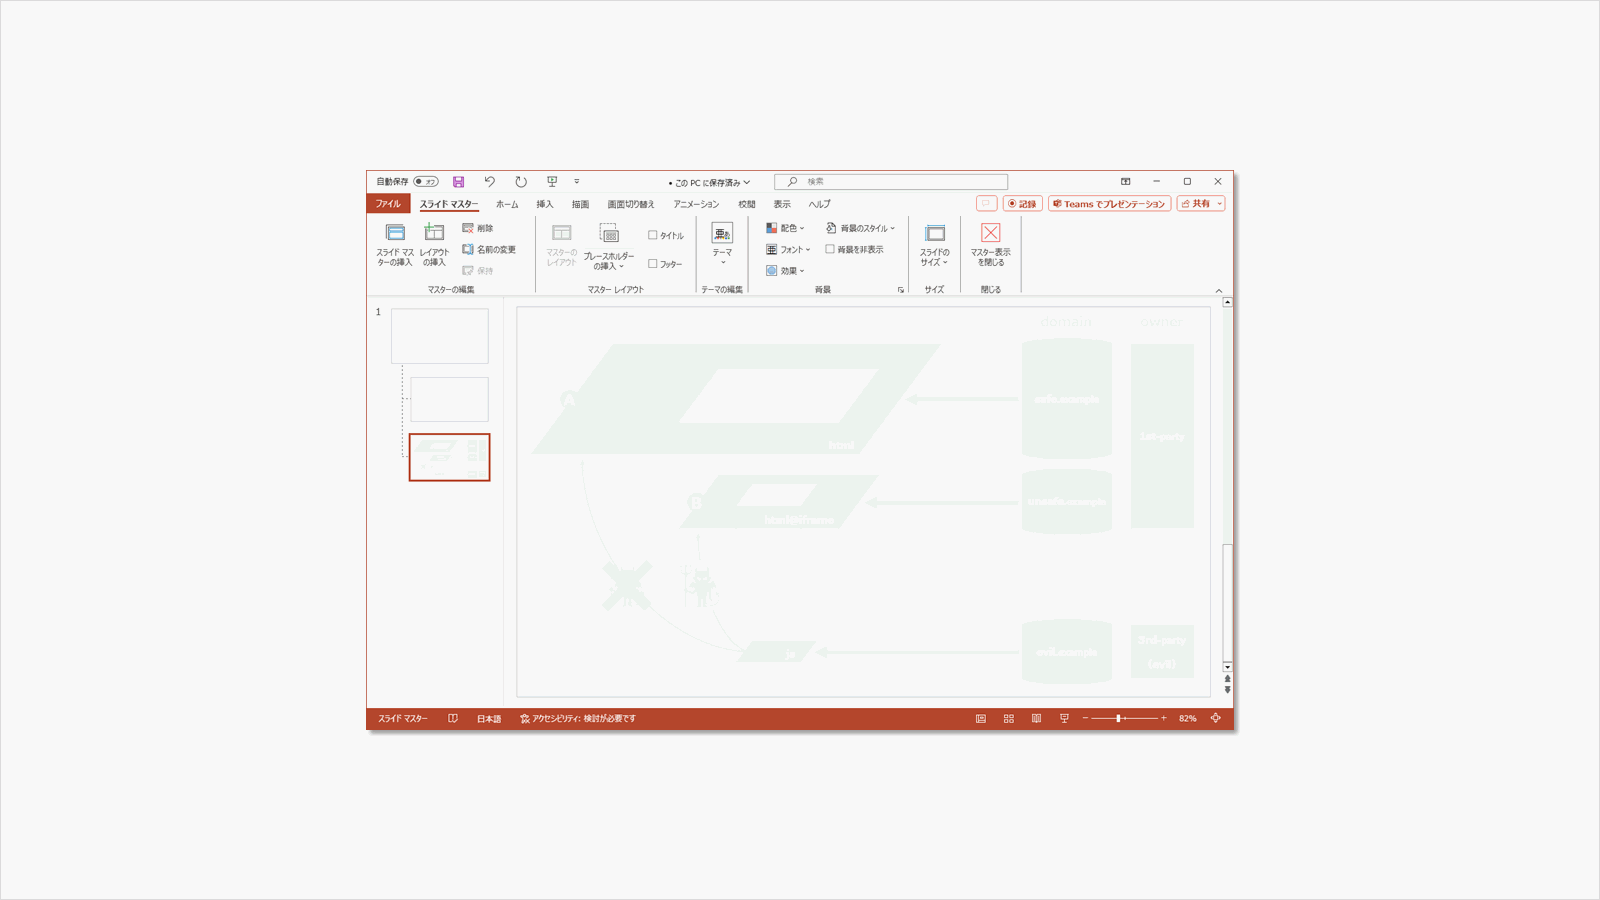 自動保存 オフ
• この PC に保存済み
検索
ファイル スライド マスター ホーム 挿入 描画 画面切り替え アニメーション 校閲 表示 ヘルプ
記録 Teams でプレゼンテーション 共有
スライド マスターの挿入
レイアウトの挿入
削除
名前の変更
保持
マスターの編集
マスターのレイアウト
プレースホルダーの挿入
タイトル
フッター
マスター レイアウト
テーマ
テーマの編集
配色
フォント
効果
背景のスタイル
背景を非表示
背景
スライドのサイズ
サイズ
マスター表示を閉じる
閉じる
1
domain owner
A
html
1st-party
B
html@iframe
js
evil.example
3rd-party
(evil)
スライド マスター 日本語 アクセシビリティ: 検討が必要です
82%